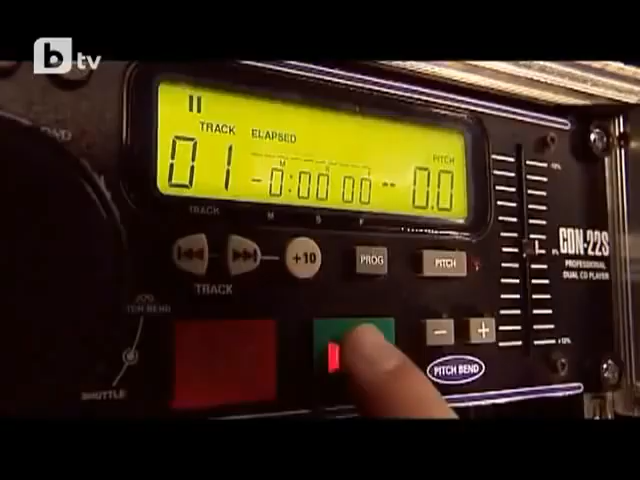 btv
TRACK ELAPSED PITCH
M S F
01 -0:00 00 -- 0.0
TRACK
M S F
+10 PROG PITCH
TRACK
CDN-22S
PROFESSIONAL
DUAL CD PLAYER
- +
PITCH BEND
SHUTTLE